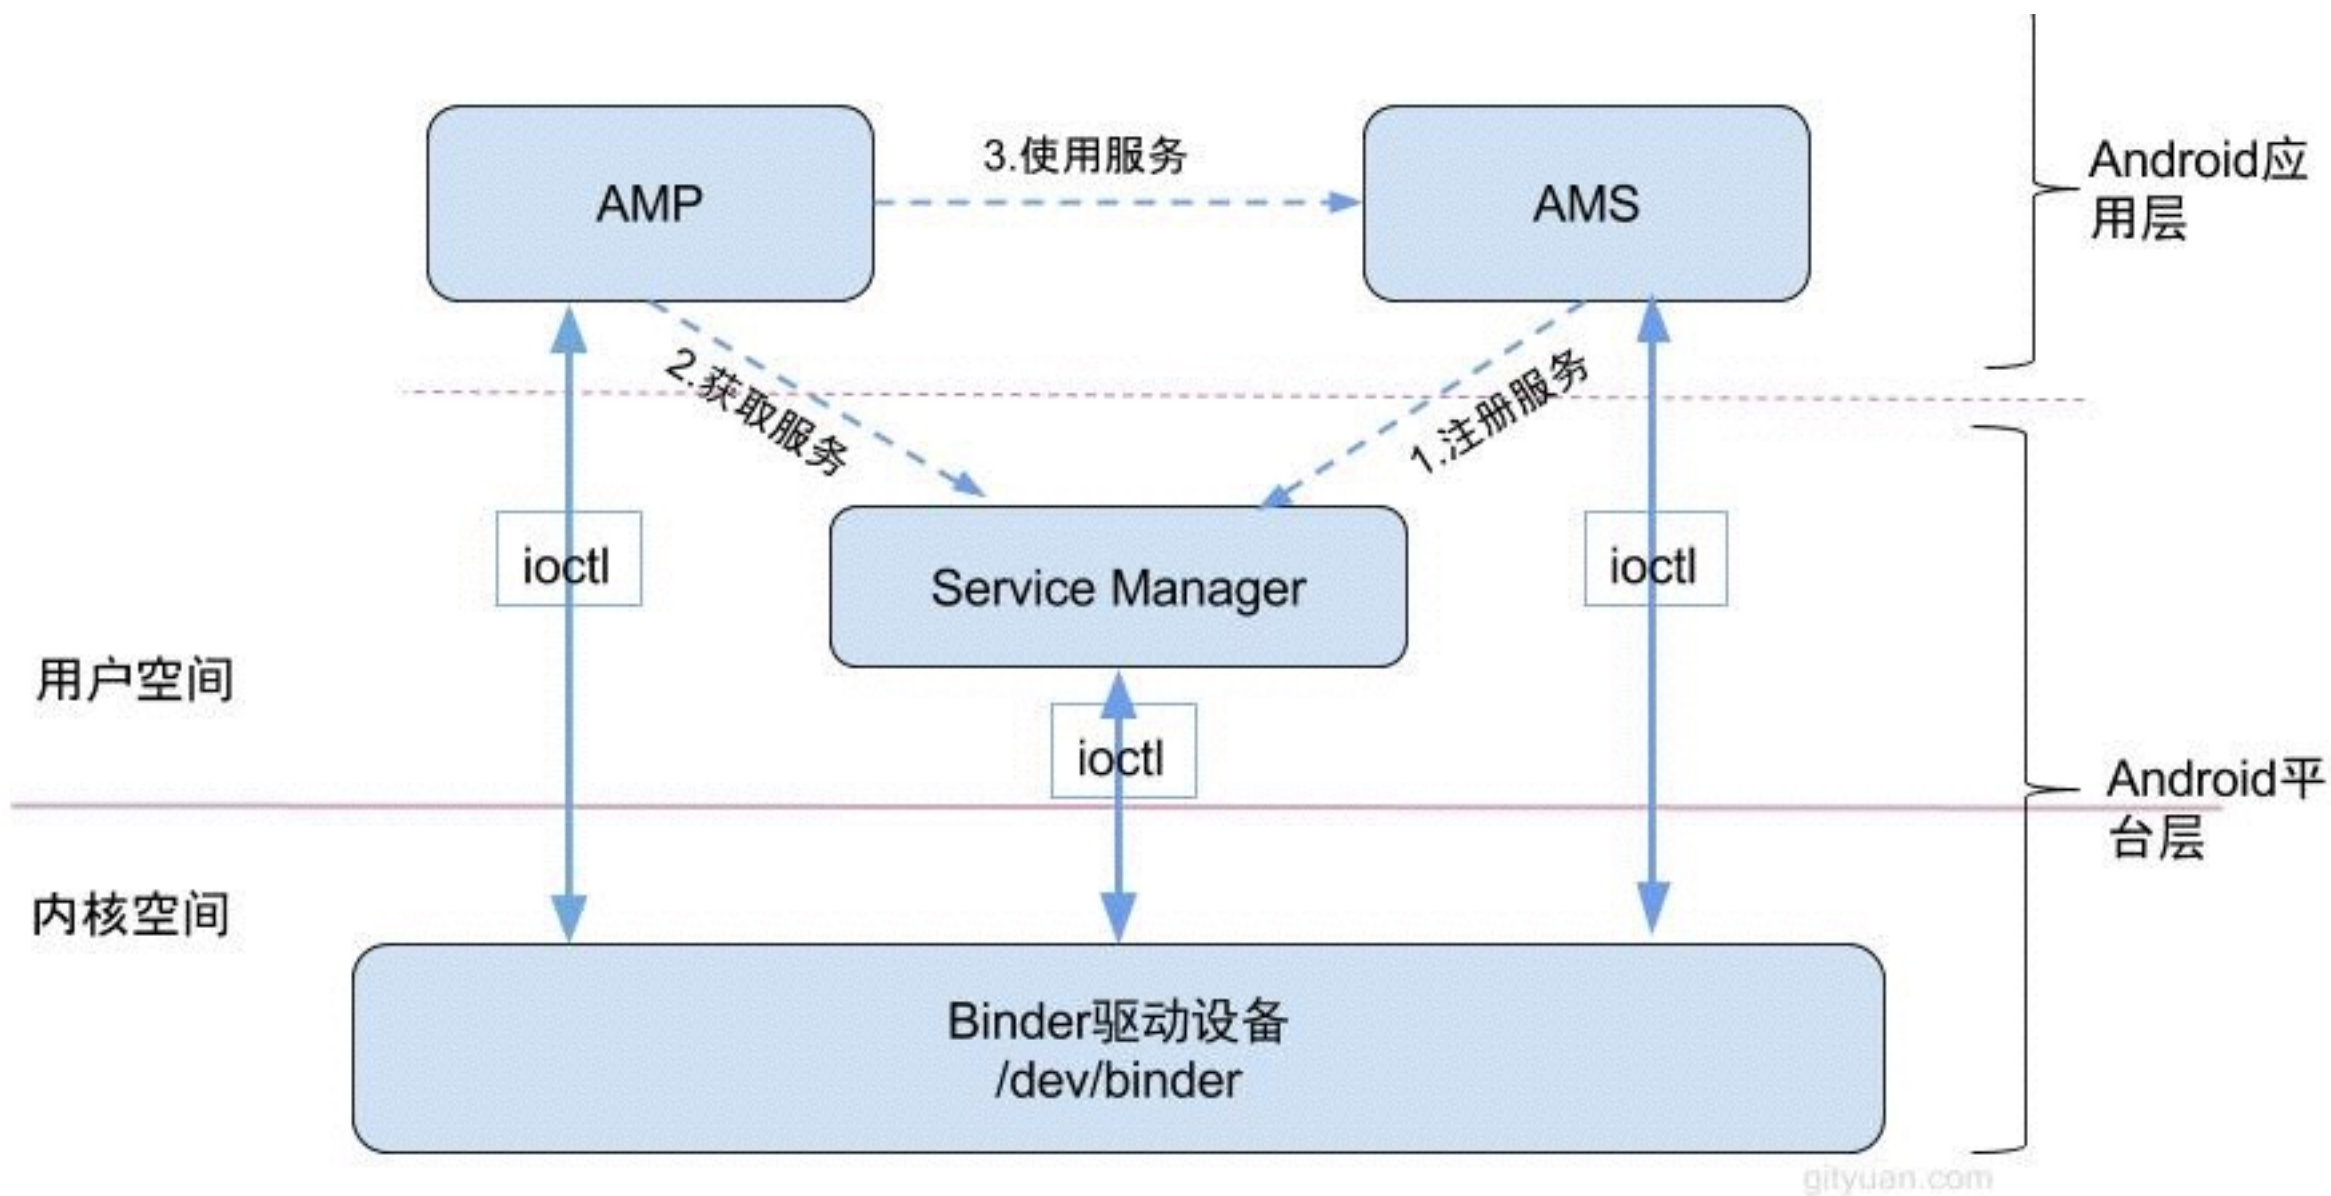 3.使用服务
AMP
AMS
Android应
用层
2.获取服务
1.注册服务
ioctl
ioctl
Service Manager
用户空间
ioctl
Android平
台层
内核空间
Binder驱动设备
/dev/binder
gityuan.com